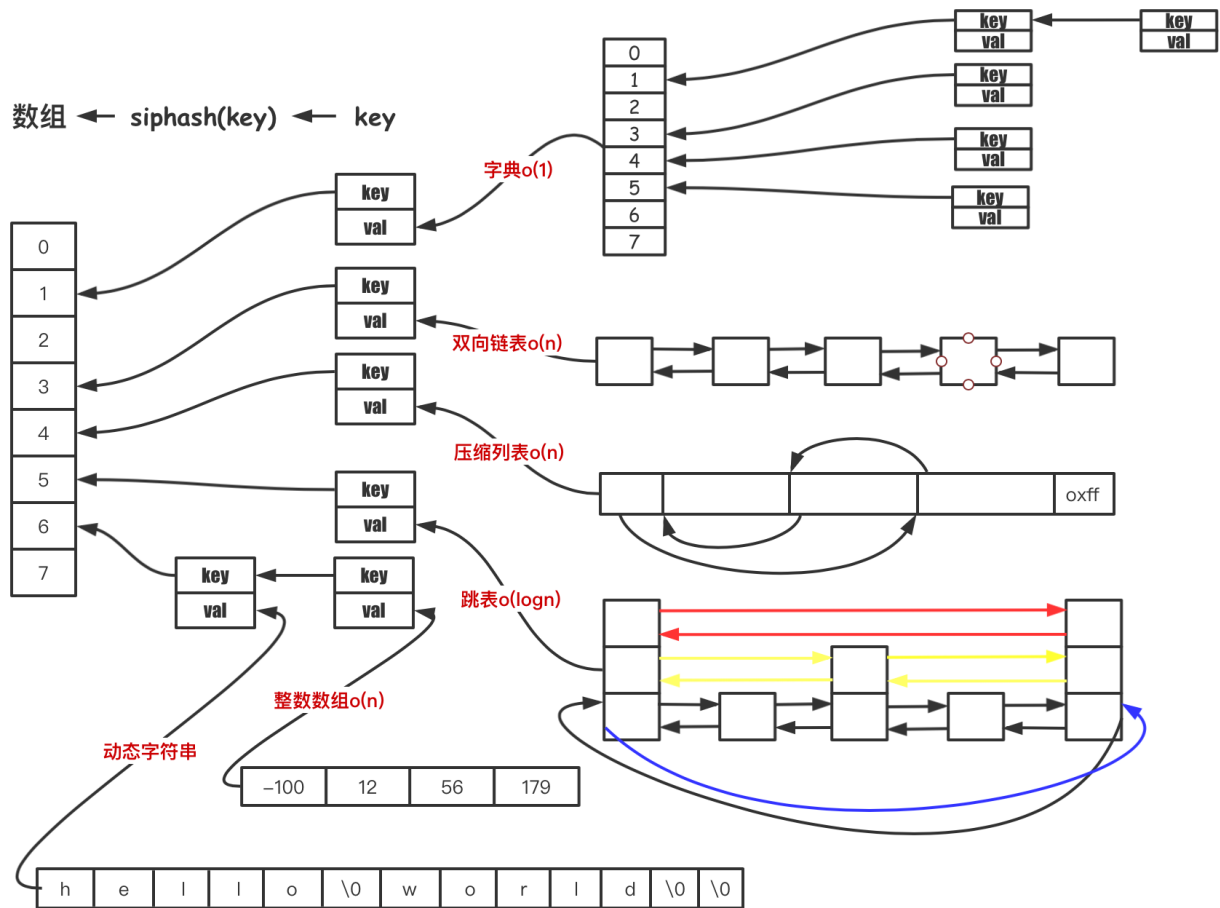 数组 siphash(key) key
0
1
2
3
4
5
6
7
key
val
key
val
key
val
key
val
key
val
字典o(1)
0
1
2
3
4
5
6
7
key
val
key
val
key
val
key
val
key
val
key
val
双向链表o(n)
压缩列表o(n)
oxff
跳表o(logn)
key
val
整数数组o(n)
-100 12 56 179
动态字符串
h e l l o \0 w o r l d \0 \0